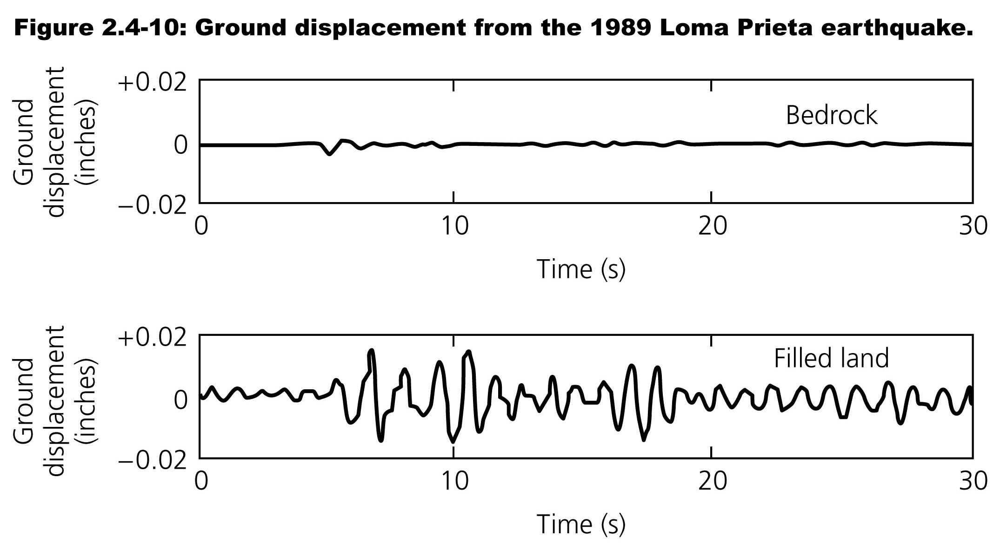 Figure 2.4-10: Ground displacement from the 1989 Loma Prieta earthquake.
Ground
displacement
(inches)
+0.02
0
−0.02
Bedrock
0 10 20 30
Time (s)
Ground
displacement
(inches)
+0.02
0
−0.02
Filled land
0 10 20 30
Time (s)